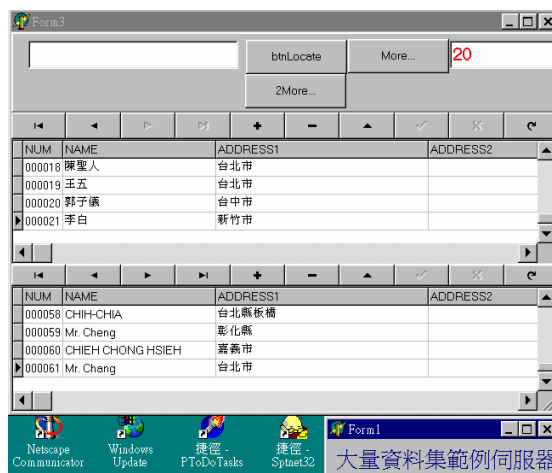 Form3
btnLocate
More...
20
2More...
NUM NAME ADDRESS1 ADDRESS2
000018 陳聖人 台北市
000019 王五 台北市
000020 郭子儀 台中市
000021 李白 新竹市
NUM NAME ADDRESS1 ADDRESS2
000058 CHIH-CHIA 台北縣板橋
000059 Mr. Cheng 彰化縣
000060 CHIEH CHONG HSIEH 嘉義市
000061 Mr. Chang 台北市
Netscape Communicator
Windows Update
捷徑 - PToDoTasks
捷徑 - Sptnet32
Form1
大量資料集範例伺服器